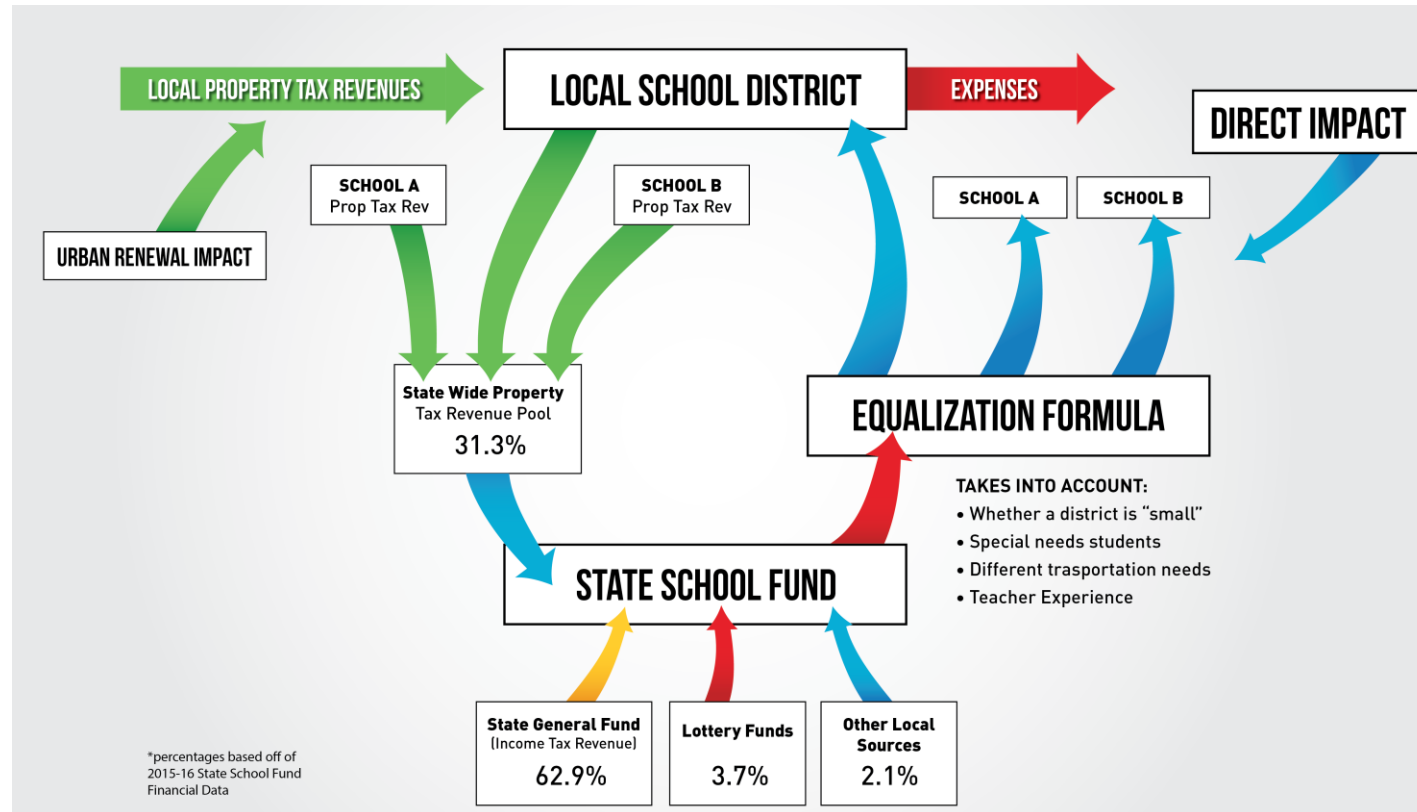 LOCAL PROPERTY TAX REVENUES
LOCAL SCHOOL DISTRICT
EXPENSES
DIRECT IMPACT
URBAN RENEWAL IMPACT
SCHOOL A
Prop Tax Rev
SCHOOL B
Prop Tax Rev
SCHOOL A
SCHOOL B
State Wide Property
Tax Revenue Pool
31.3%
EQUALIZATION FORMULA
TAKES INTO ACCOUNT:
• Whether a district is “small”
• Special needs students
• Different trasportation needs
• Teacher Experience
STATE SCHOOL FUND
State General Fund
(Income Tax Revenue)
62.9%
Lottery Funds
3.7%
Other Local
Sources
2.1%
*percentages based off of
2015-16 State School Fund
Financial Data